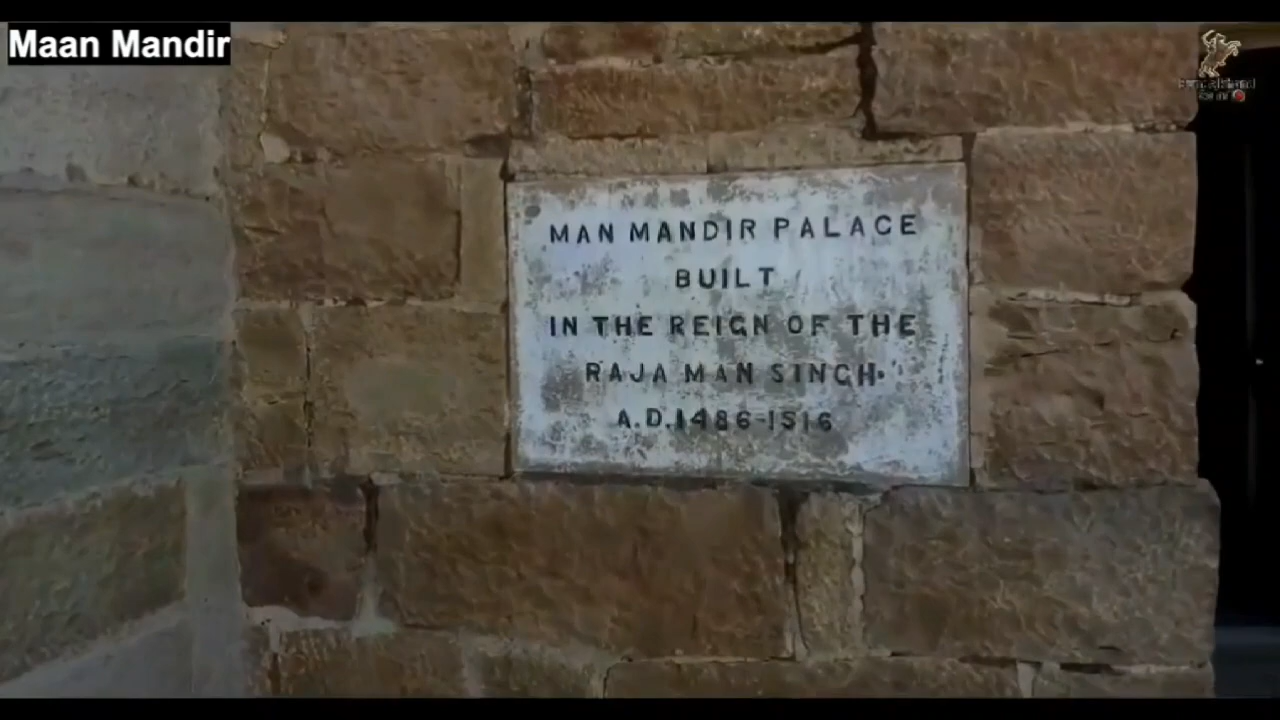 Maan Mandir
MAN MANDIR PALACE
BUILT
IN THE REIGN OF THE
RAJA MAN SINGH.
A.D.1486-1516